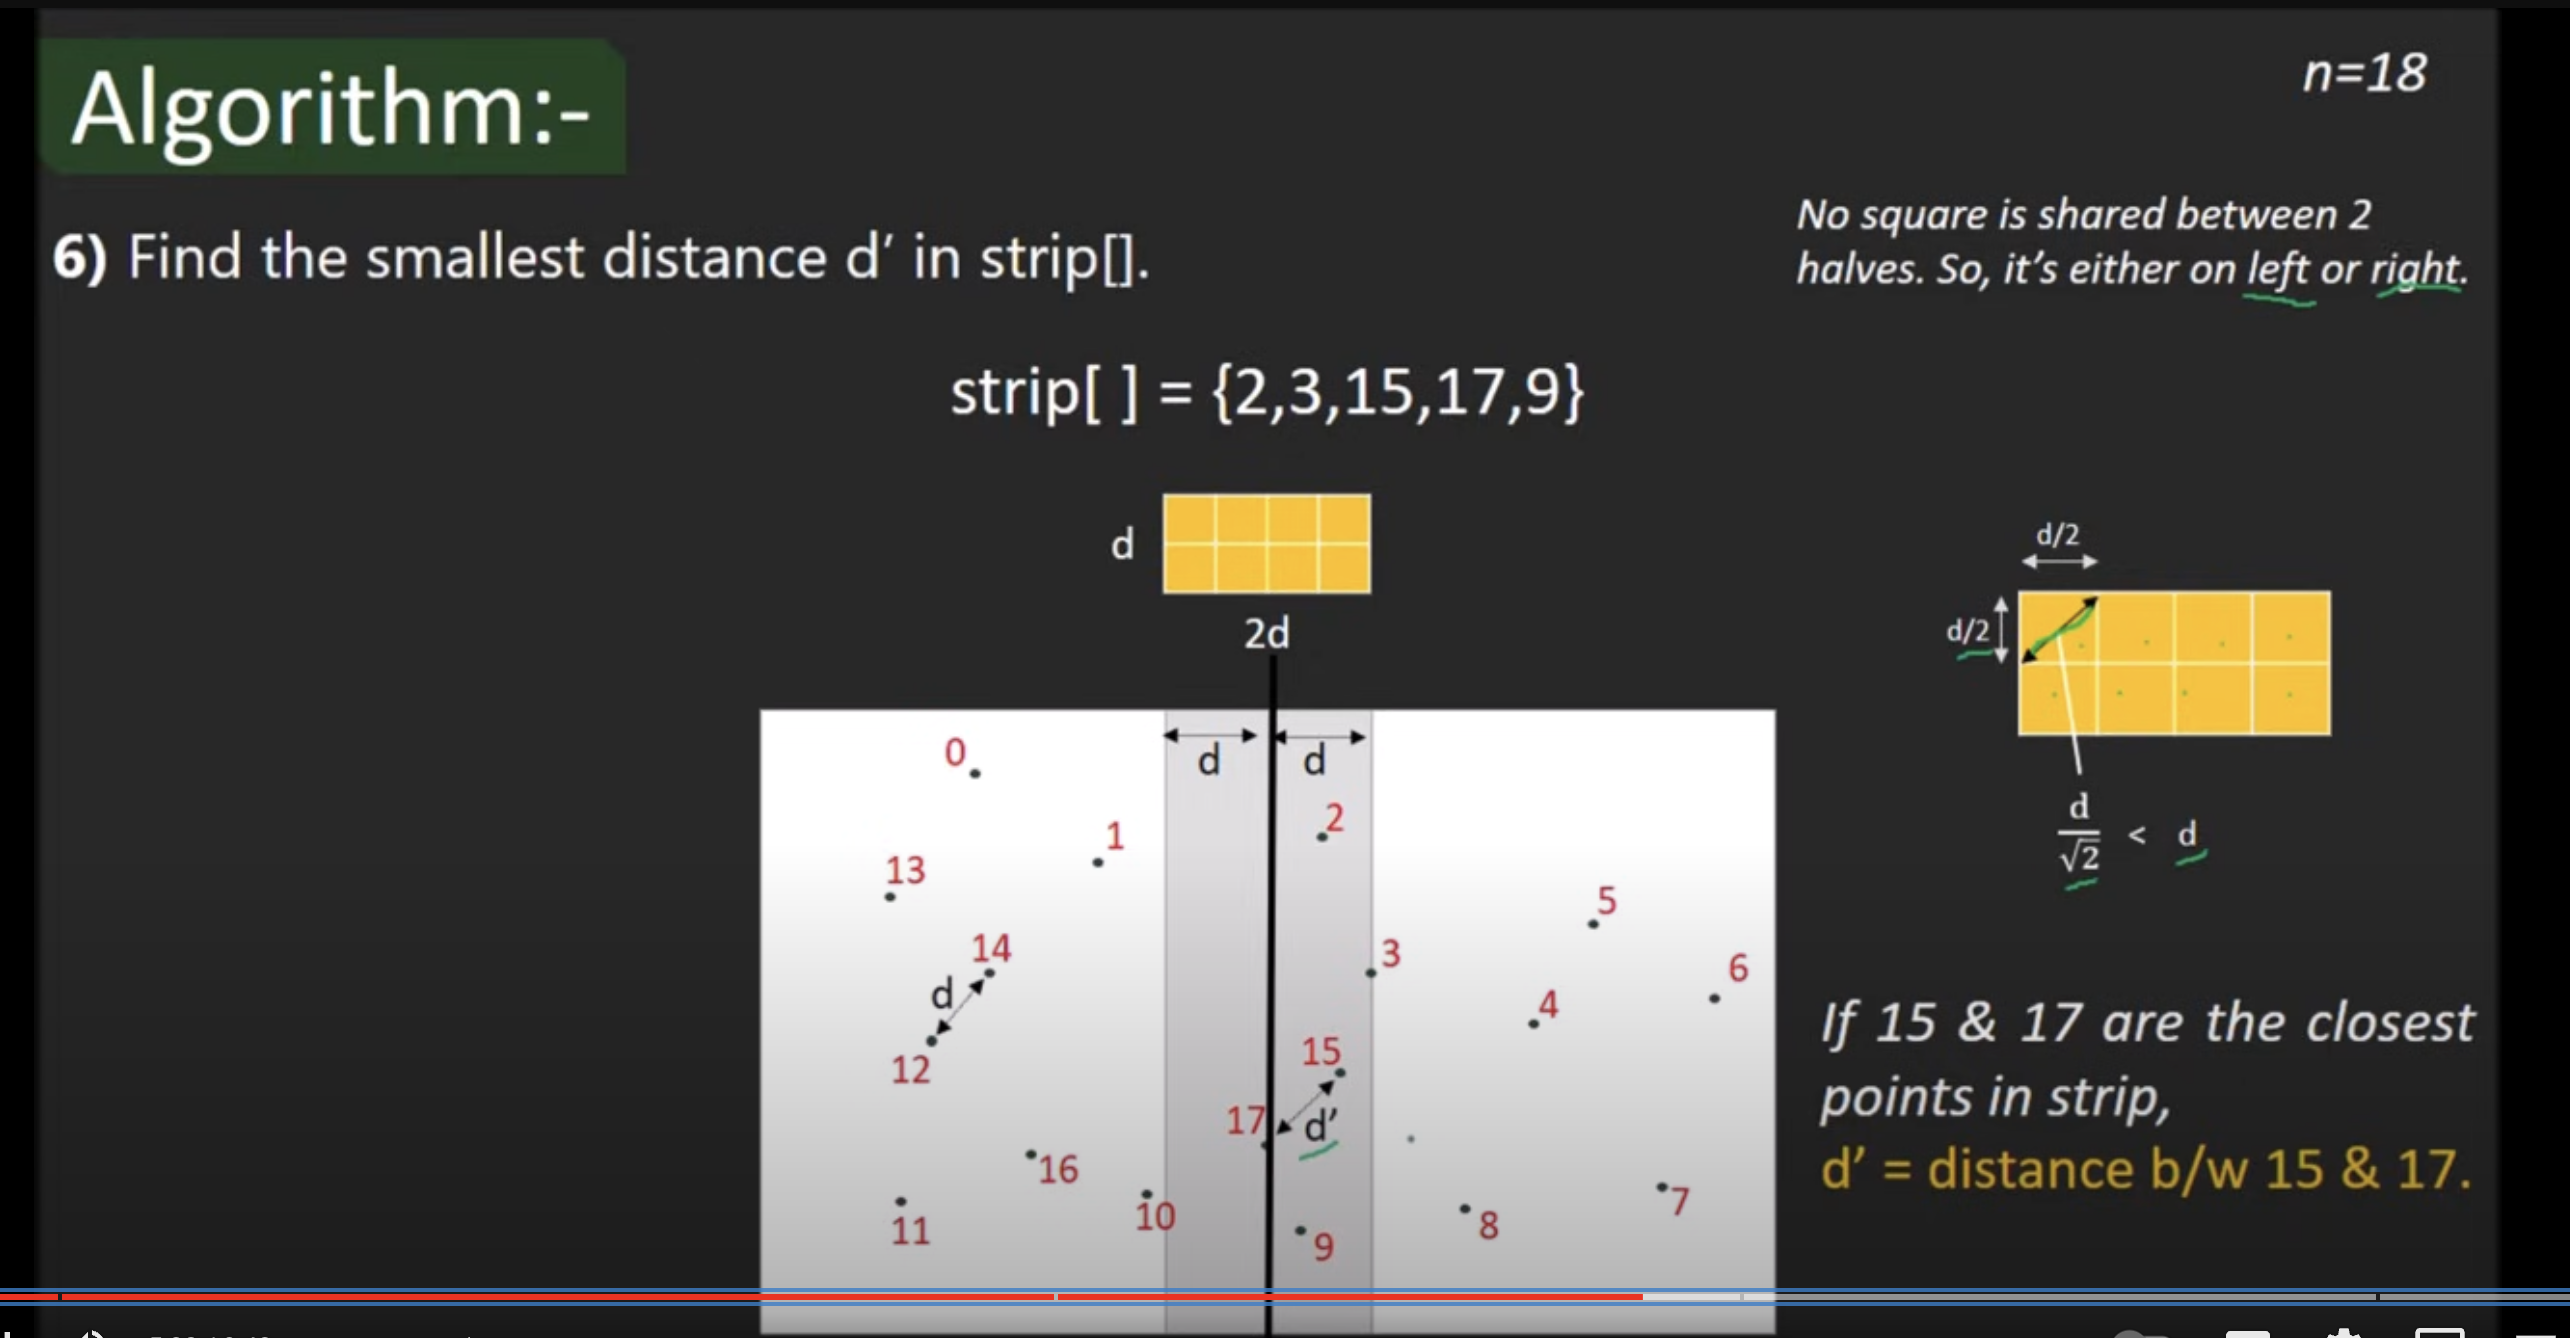 Algorithm:-
n=18
No square is shared between 2
halves. So, it's either on left or right.
6) Find the smallest distance d′ in strip[].
strip[ ] = {2,3,15,17,9}
d
2d
d/2
d/2
d/√2 < d
d
d
0
1
2
13
14
d
12
3
5
6
4
15
17
d′
16
10
11
9
8
7
If 15 & 17 are the closest
points in strip,
d′ = distance b/w 15 & 17.